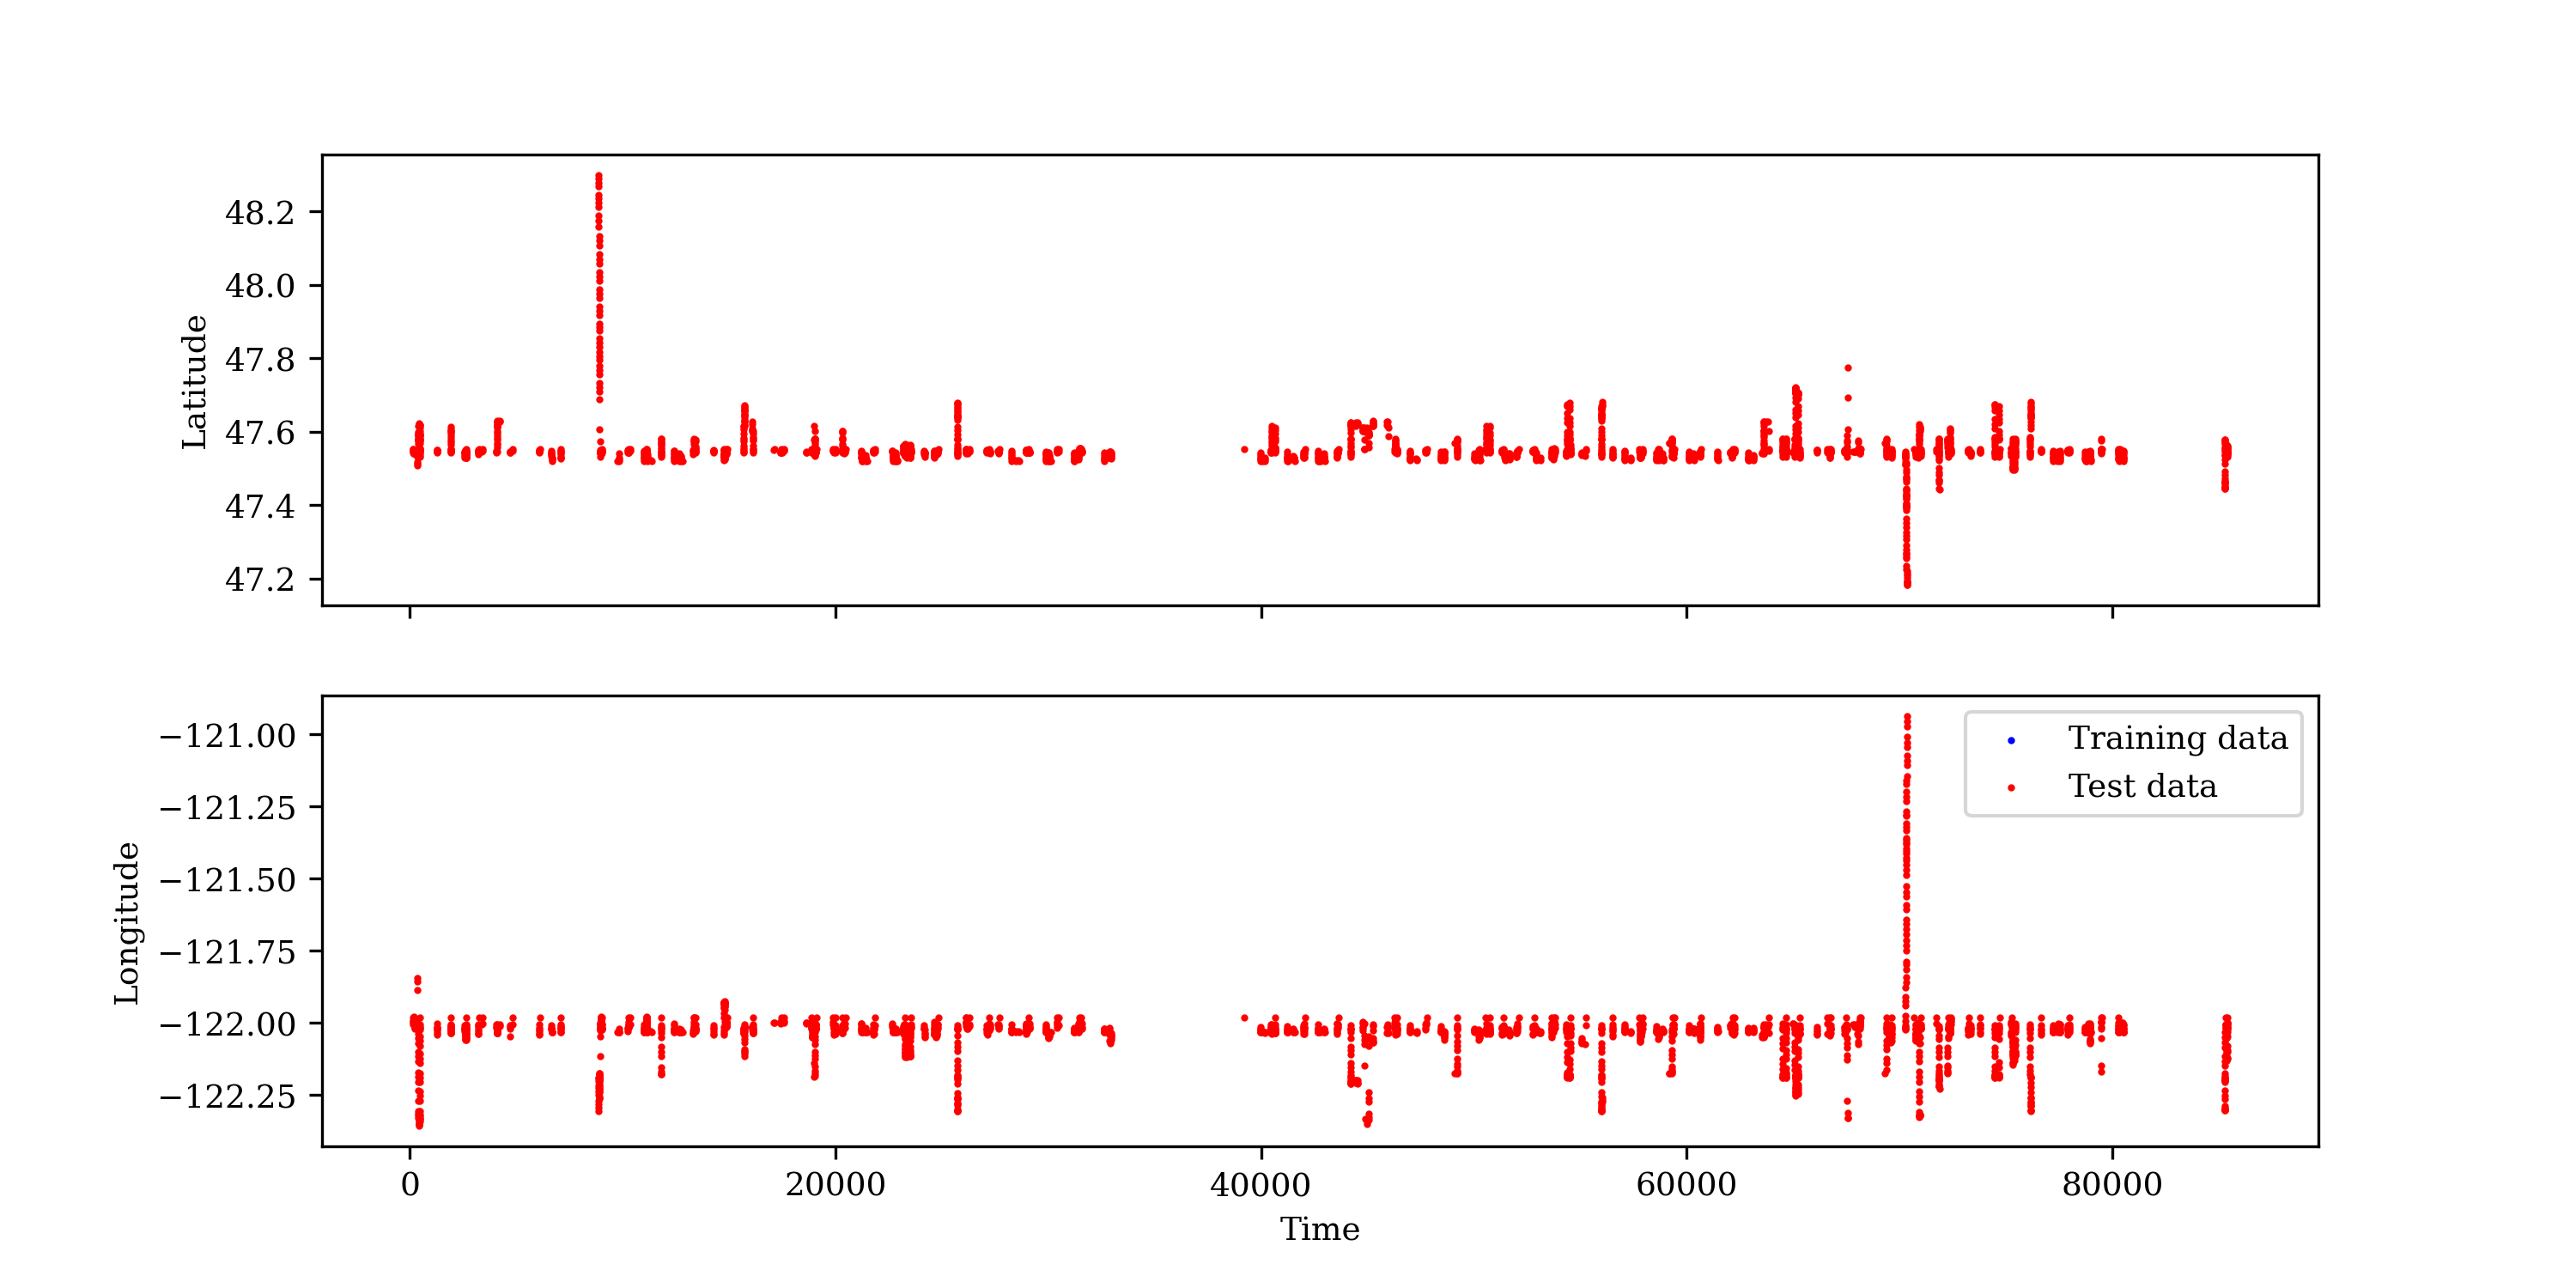 48.2
48.0
47.8
47.6
47.4
47.2
Latitude
−121.00
−121.25
−121.50
−121.75
−122.00
−122.25
Longitude
Training data
Test data
0 20000 40000 60000 80000
Time